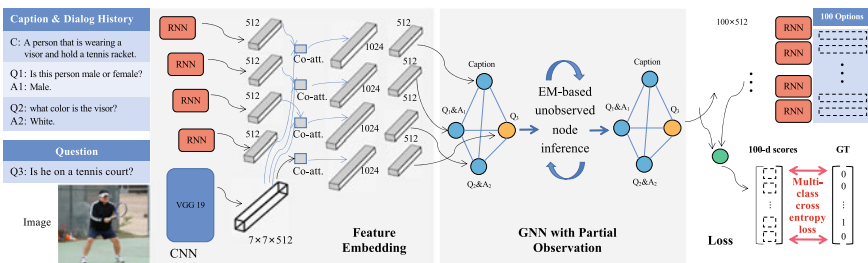 Caption & Dialog History
C: A person that is wearing a
visor and hold a tennis racket.
Q1: Is this person male or female?
A1: Male.
Q2: what color is the visor?
A2: White.
Question
Q3: Is he on a tennis court?
Image
RNN
RNN
RNN
RNN
VGG 19
CNN
512
512
512
512
7×7×512
Co-att.
Co-att.
Co-att.
Co-att.
1024
1024
1024
1024
512
512
512
512
Feature
Embedding
Caption
Q₁&A₁
Q₃
Q₂&A₂
EM-based
unobserved
node
inference
Caption
Q₁&A₁
Q₃
Q₂&A₂
GNN with Partial
Observation
100×512
RNN
RNN
RNN
RNN
100 Options
100-d scores
GT
Multi-
class
cross
entropy
loss
0
0
⋮
1
0
Loss